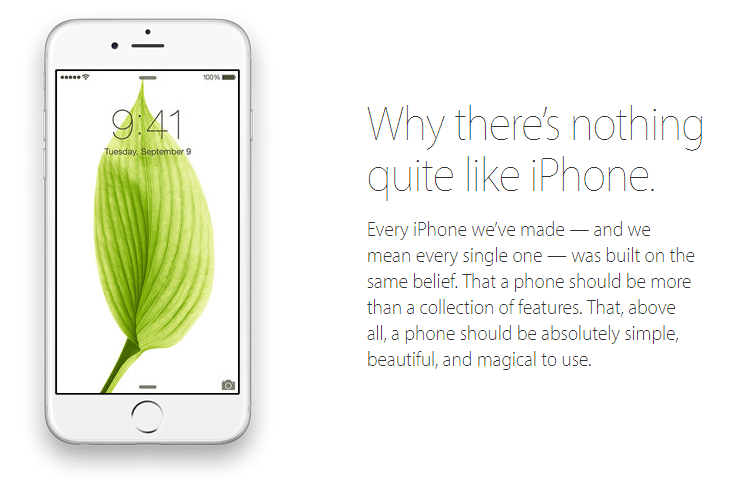 100%
9:41
Tuesday, September 9
Why there's nothing
quite like iPhone.
Every iPhone we've made — and we
mean every single one — was built on the
same belief. That a phone should be more
than a collection of features. That, above
all, a phone should be absolutely simple,
beautiful, and magical to use.